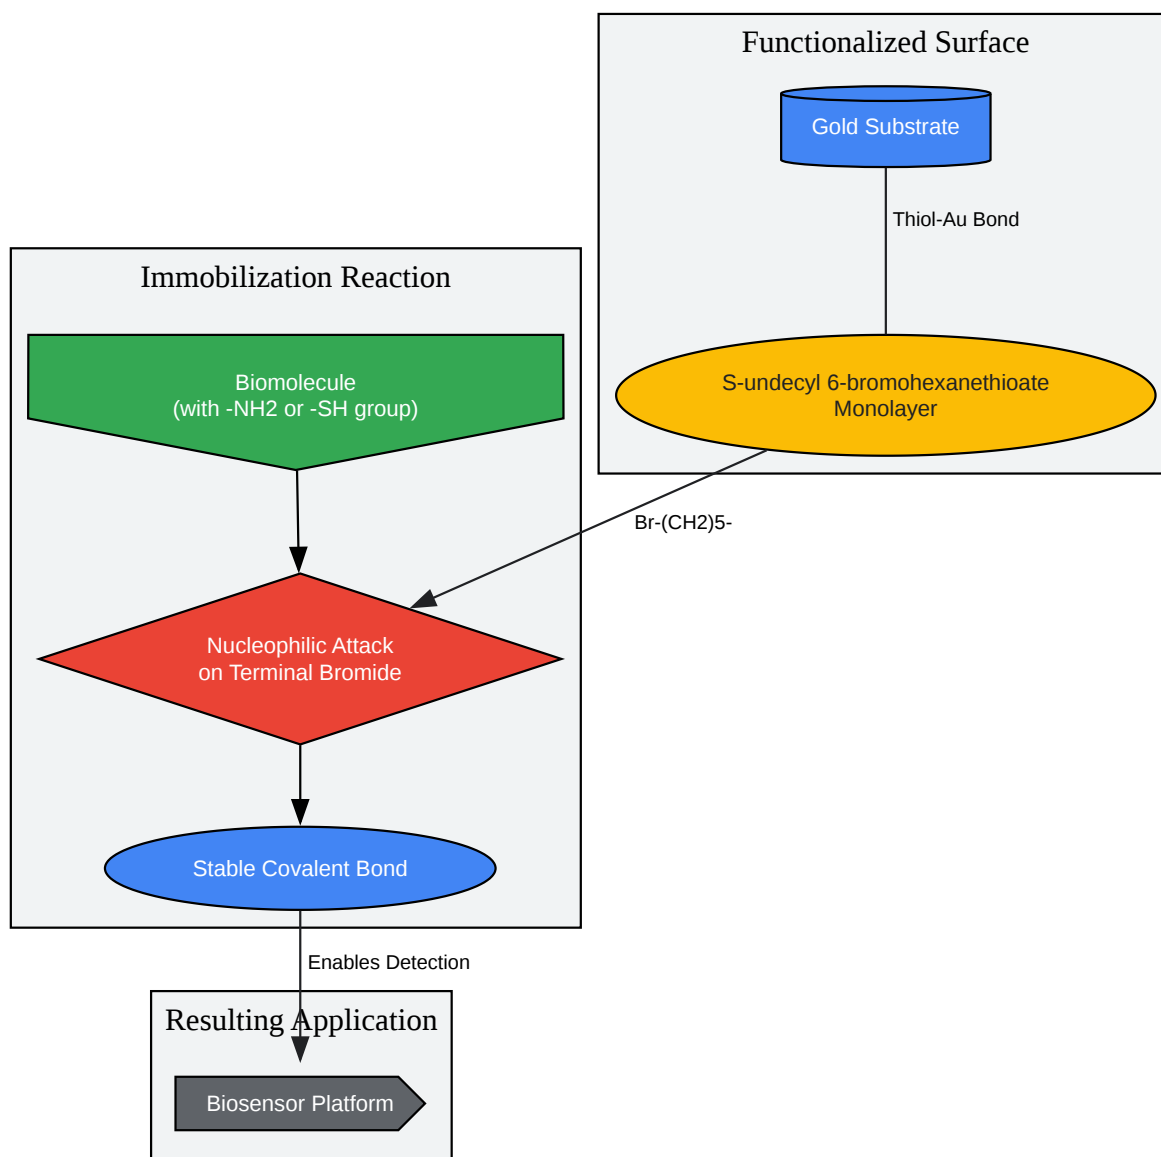 Functionalized Surface
Gold Substrate
Thiol-Au Bond
S-undecyl 6-bromohexanethioate
Monolayer
Br-(CH2)5-
Immobilization Reaction
Biomolecule
(with -NH2 or -SH group)
Nucleophilic Attack
on Terminal Bromide
Stable Covalent Bond
Enables Detection
Resulting Application
Biosensor Platform